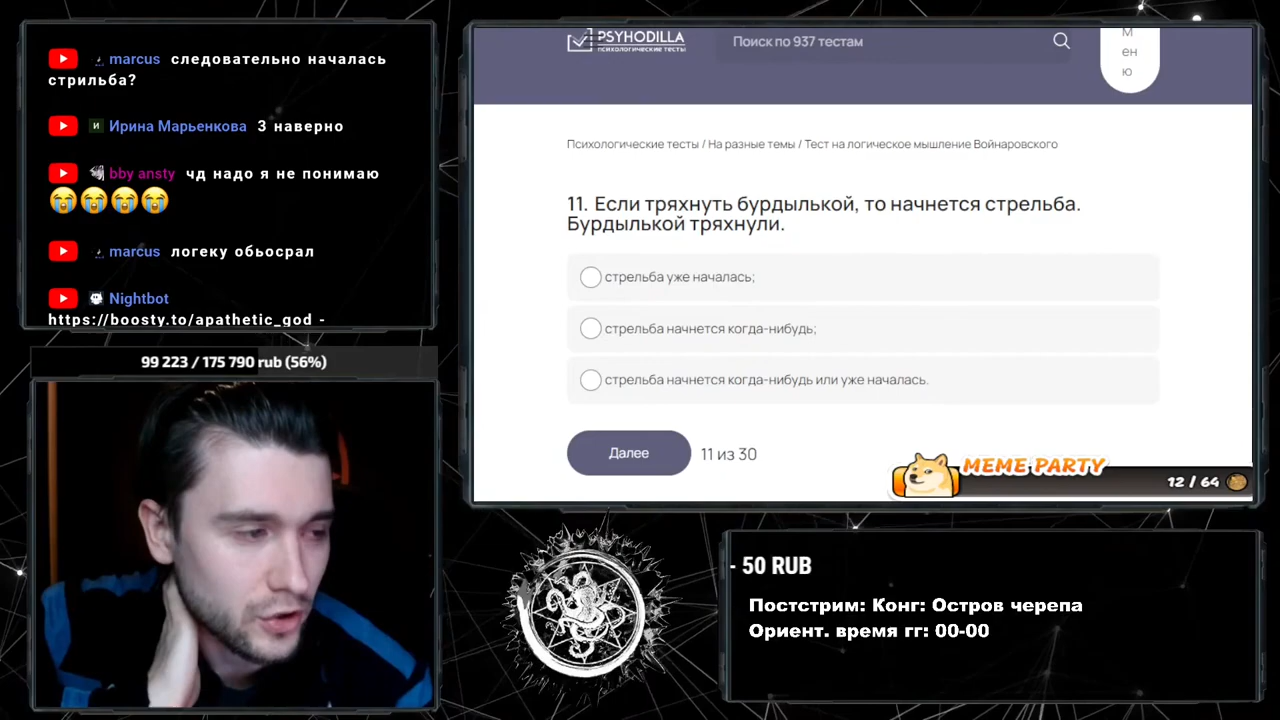 marcus следовательно началась
стрильба?
Ирина Марьенкова 3 наверно
bby ansty чд надо я не понимаю
marcus логеку обьосрал
Nightbot
https://boosty.to/apathetic_god -
99 223 / 175 790 rub (56%)
PSYHODILLA
ПСИХОЛОГИЧЕСКИЕ ТЕСТЫ
Поиск по 937 тестам
М
ен
ю
Психологические тесты / На разные темы / Тест на логическое мышление Войнаровского
11. Если тряхнуть бурдылькой, то начнется стрельба.
Бурдылькой тряхнули.
стрельба уже началась;
стрельба начнется когда-нибудь;
стрельба начнется когда-нибудь или уже началась.
Далее
11 из 30
MEME PARTY
12 / 64
- 50 RUB
Постстрим: Конг: Остров черепа
Ориент. время гг: 00-00